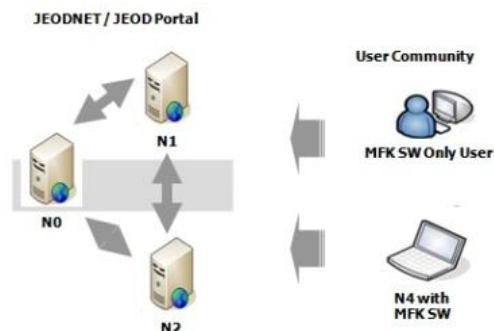 JEODNET / JEOD Portal
User Community
N1
MFK SW Only User
N0
N4 with
MFK SW
N2